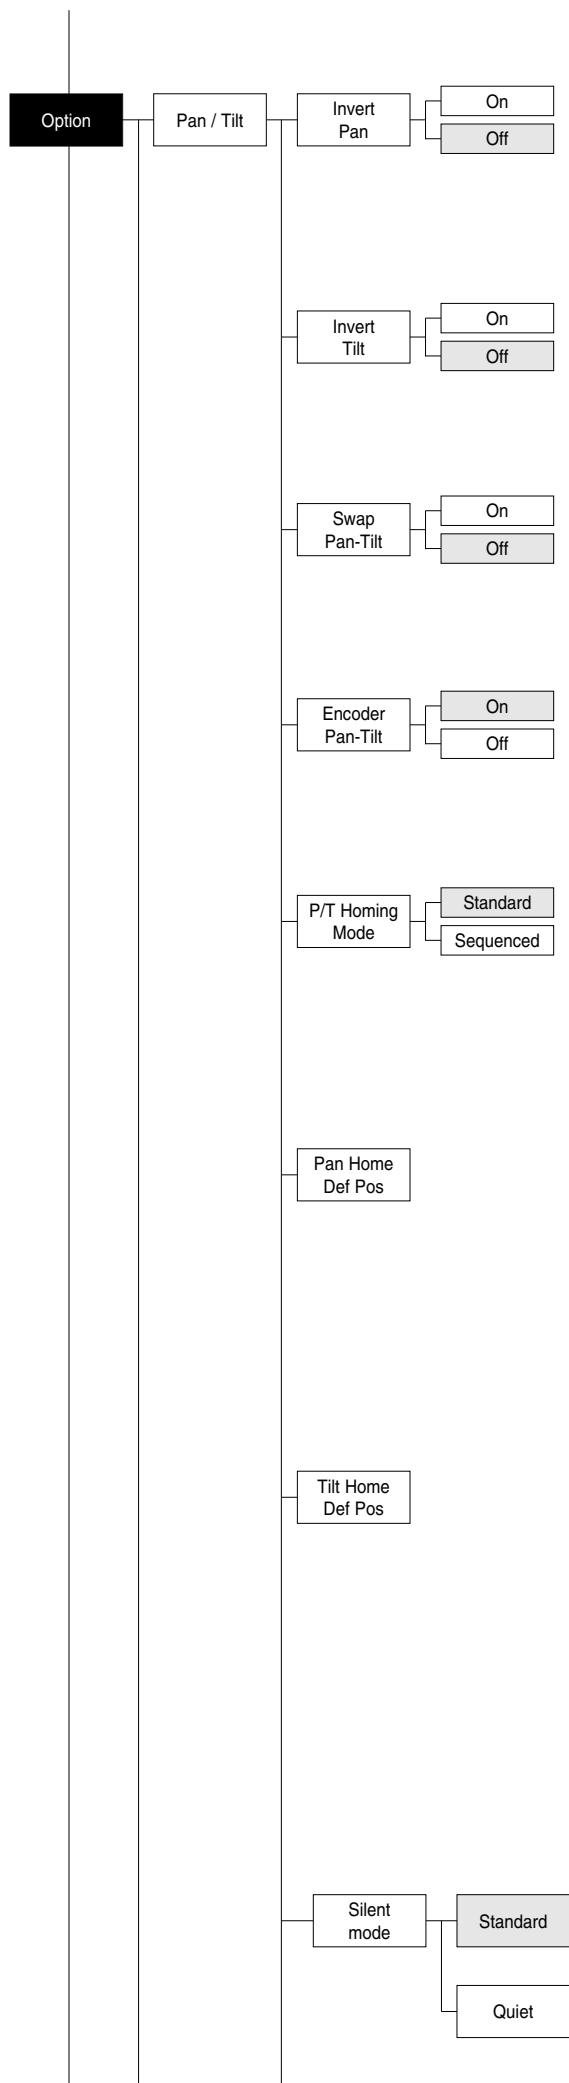 Option
Pan / Tilt
Invert
Pan
On
Off
Invert
Tilt
On
Off
Swap
Pan-Tilt
On
Off
Encoder
Pan-Tilt
On
Off
P/T Homing
Mode
Standard
Sequenced
Pan Home
Def Pos
Tilt Home
Def Pos
Silent
mode
Standard
Quiet